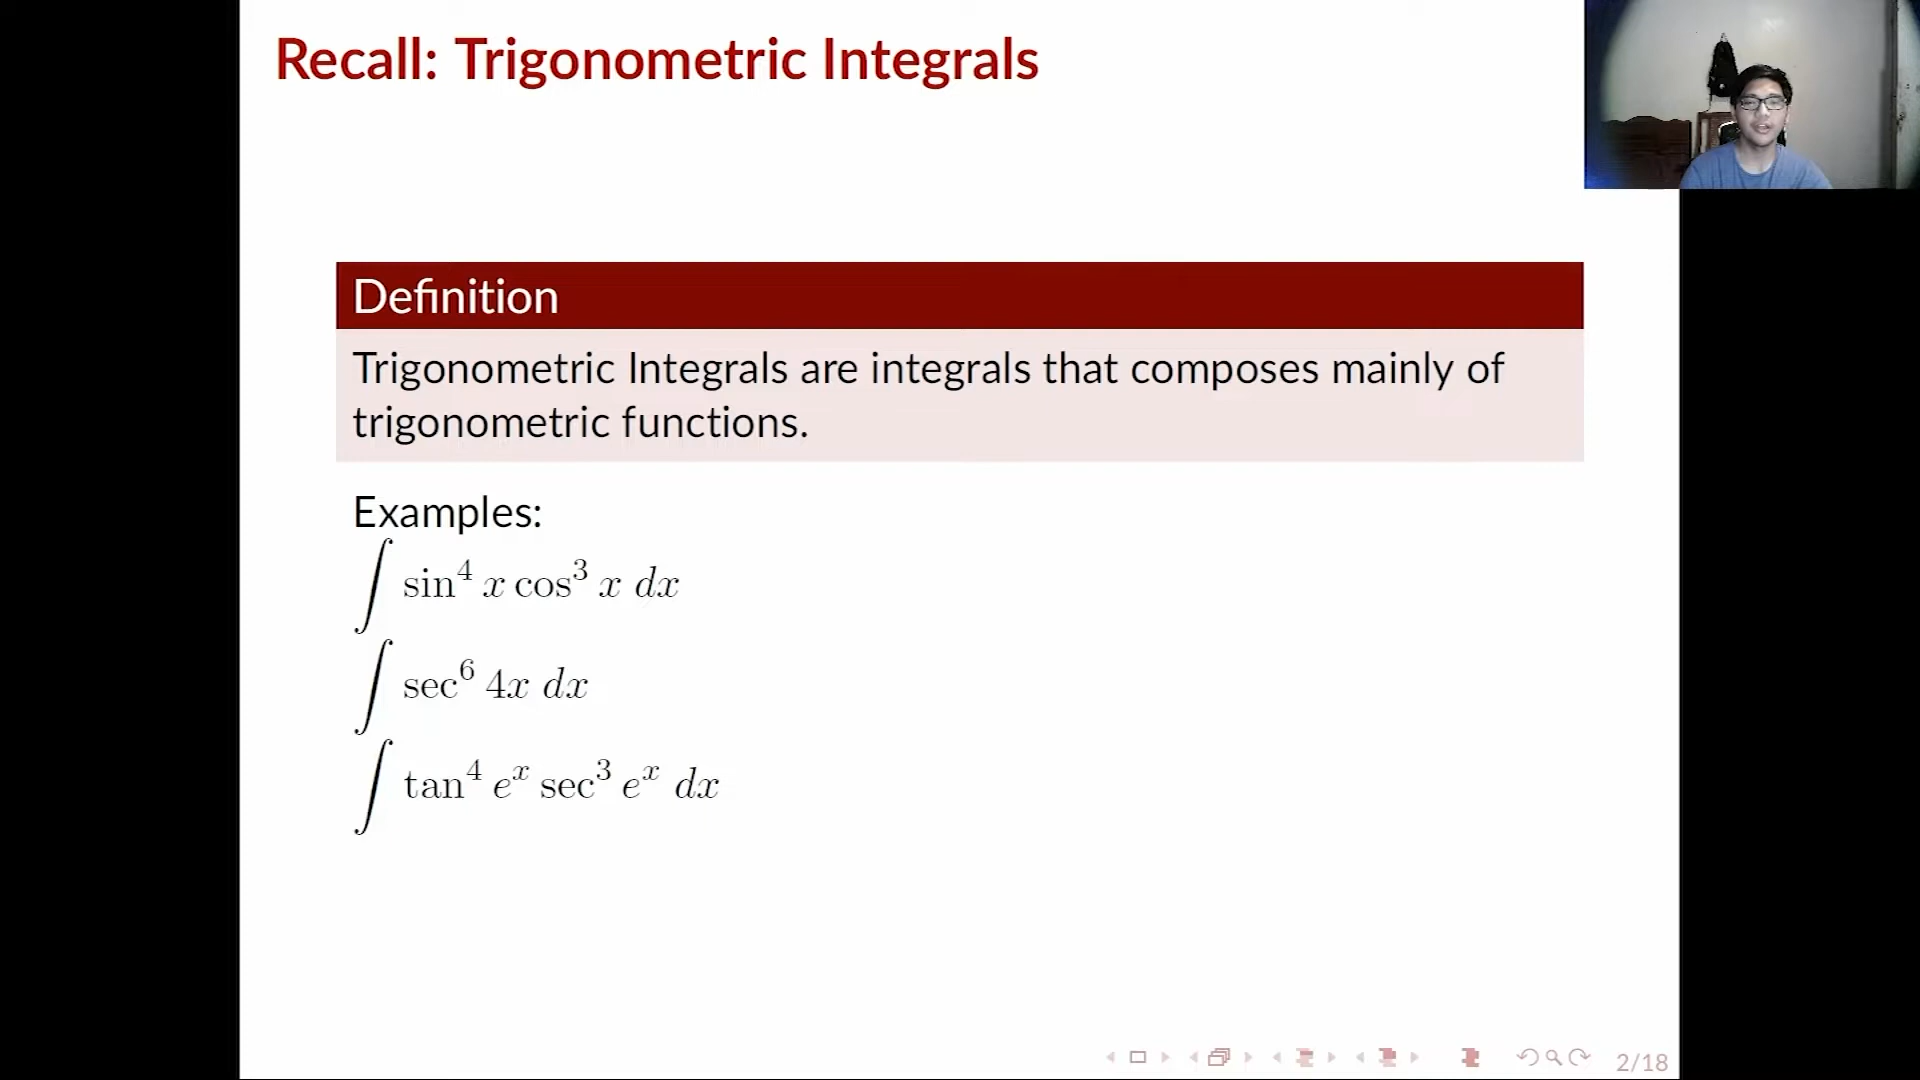 Recall: Trigonometric Integrals
Definition
Trigonometric Integrals are integrals that composes mainly of
trigonometric functions.
Examples:
∫ sin⁴ x cos³ x dx
∫ sec⁶ 4x dx
∫ tan⁴ eˣ sec³ eˣ dx
2/18